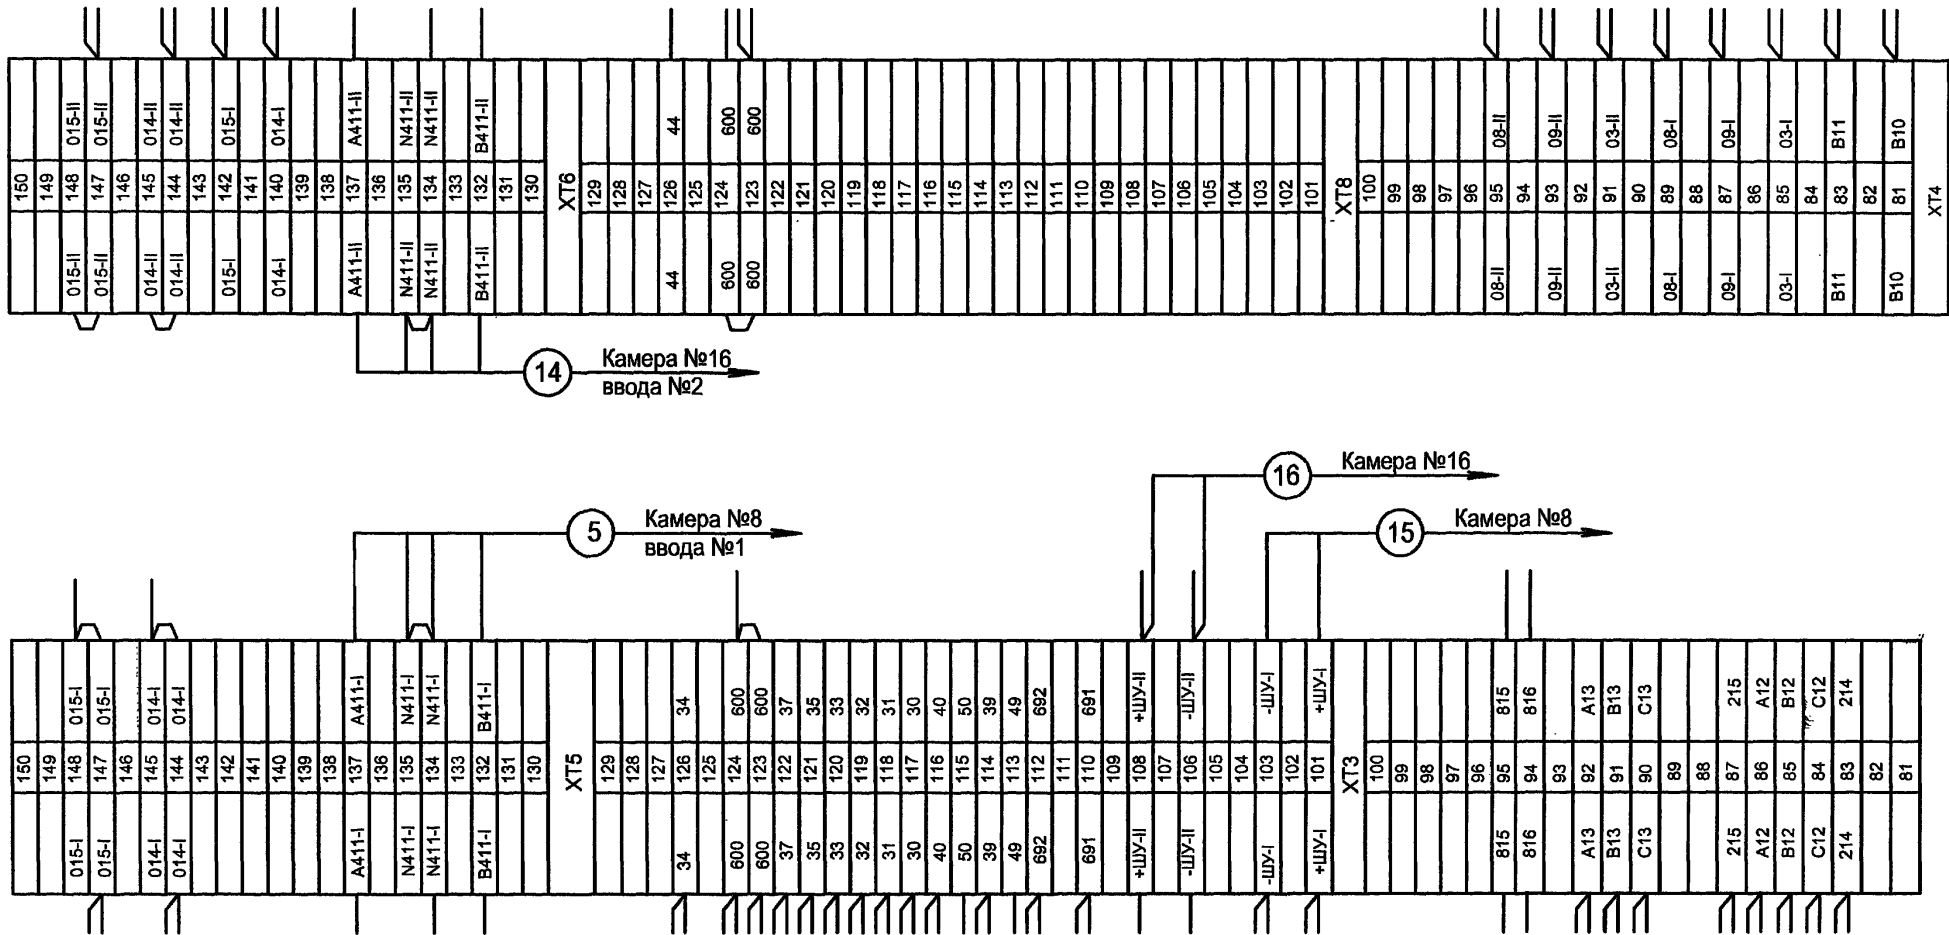 015-II 015-II 014-II 014-II 015-I 014-I A411-II N411-II N411-II B411-II 44 600 600 08-II 09-II 03-II 08-I 09-I 03-I B11 B10
150 149 148 147 146 145 144 143 142 141 140 139 138 137 136 135 134 133 132 131 130 XT6 129 128 127 126 125 124 123 122 121 120 119 118 117 116 115 114 113 112 111 110 109 108 107 106 105 104 103 102 101 XT8 100 99 98 97 96 95 94 93 92 91 90 89 88 87 86 85 84 83 82 81 XT4
015-II 015-II 014-II 014-II 015-I 014-I A411-II N411-II N411-II B411-II 44 600 600 08-II 09-II 03-II 08-I 09-I 03-I B11 B10
14 Камера №16
ввода №2
16 Камера №16
5 Камера №8
ввода №1
15 Камера №8
015-I 015-I 014-I 014-I A411-I N411-I N411-I B411-I 34 600 600 37 35 33 32 31 30 40 50 39 49 692 691 +ШУ-II -ШУ-II -ШУ-I +ШУ-I 815 816 A13 B13 C13 215 A12 B12 C12 214
150 149 148 147 146 145 144 143 142 141 140 139 138 137 136 135 134 133 132 131 130 XT5 129 128 127 126 125 124 123 122 121 120 119 118 117 116 115 114 113 112 111 110 109 108 107 106 105 104 103 102 101 XT3 100 99 98 97 96 95 94 93 92 91 90 89 88 87 86 85 84 83 82 81
015-I 015-I 014-I 014-I A411-I N411-I N411-I B411-I 34 600 600 37 35 33 32 31 30 40 50 39 49 692 691 +ШУ-II -ШУ-II -ШУ-I +ШУ-I 815 816 A13 B13 C13 215 A12 B12 C12 214